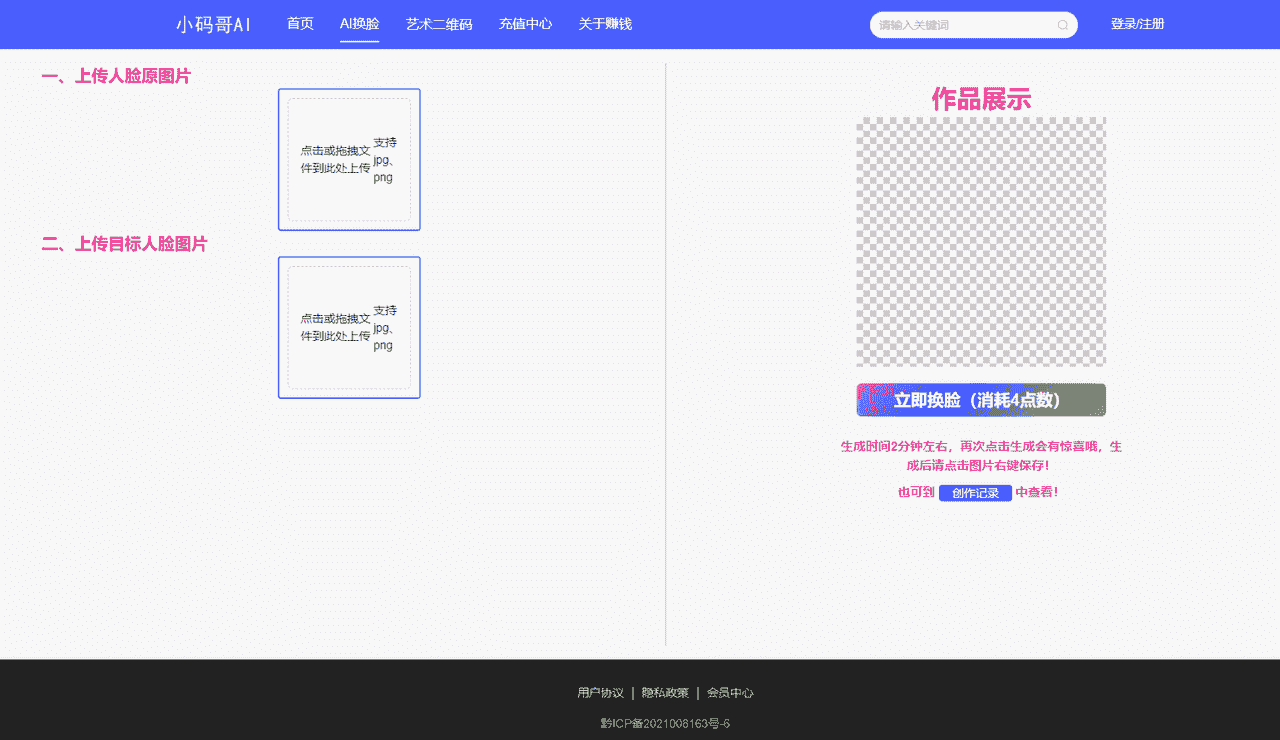 小码哥AI
首页 AI换脸 艺术二维码 充值中心 关于赚钱
请输入关键词
登录/注册
一、上传人脸原图片
点击或拖拽文
件到此处上传
支持
jpg、
png
二、上传目标人脸图片
点击或拖拽文
件到此处上传
支持
jpg、
png
作品展示
立即换脸（消耗4点数）
生成时间2分钟左右，再次点击生成会有惊喜哦，生
成后请点击图片右键保存！
也可到 创作记录 中查看！
用户协议 | 隐私政策 | 会员中心
黔ICP备2021008163号-6